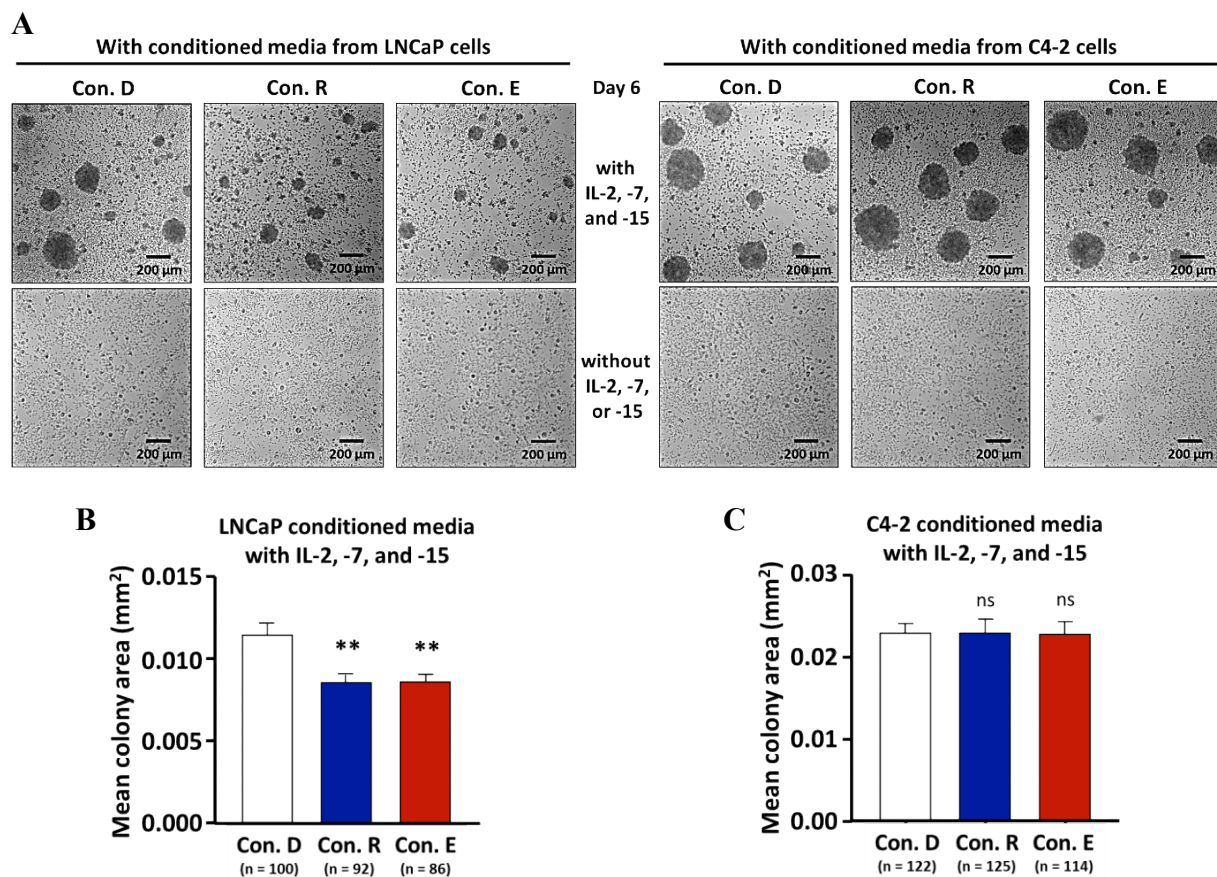 A
With conditioned media from LNCaP cells
With conditioned media from C4-2 cells
Con. D
Con. R
Con. E
Day 6
Con. D
Con. R
Con. E
with
IL-2, -7,
and -15
200 µm
200 µm
200 µm
200 µm
200 µm
200 µm
without
IL-2, -7,
or -15
200 µm
200 µm
200 µm
200 µm
200 µm
200 µm
B
LNCaP conditioned media
with IL-2, -7, and -15
Mean colony area (mm²)
0.015
0.010
0.005
0.000
**
**
Con. D
Con. R
Con. E
(n = 100)
(n = 92)
(n = 86)
C
C4-2 conditioned media
with IL-2, -7, and -15
Mean colony area (mm²)
0.03
0.02
0.01
0.00
ns
ns
Con. D
Con. R
Con. E
(n = 122)
(n = 125)
(n = 114)